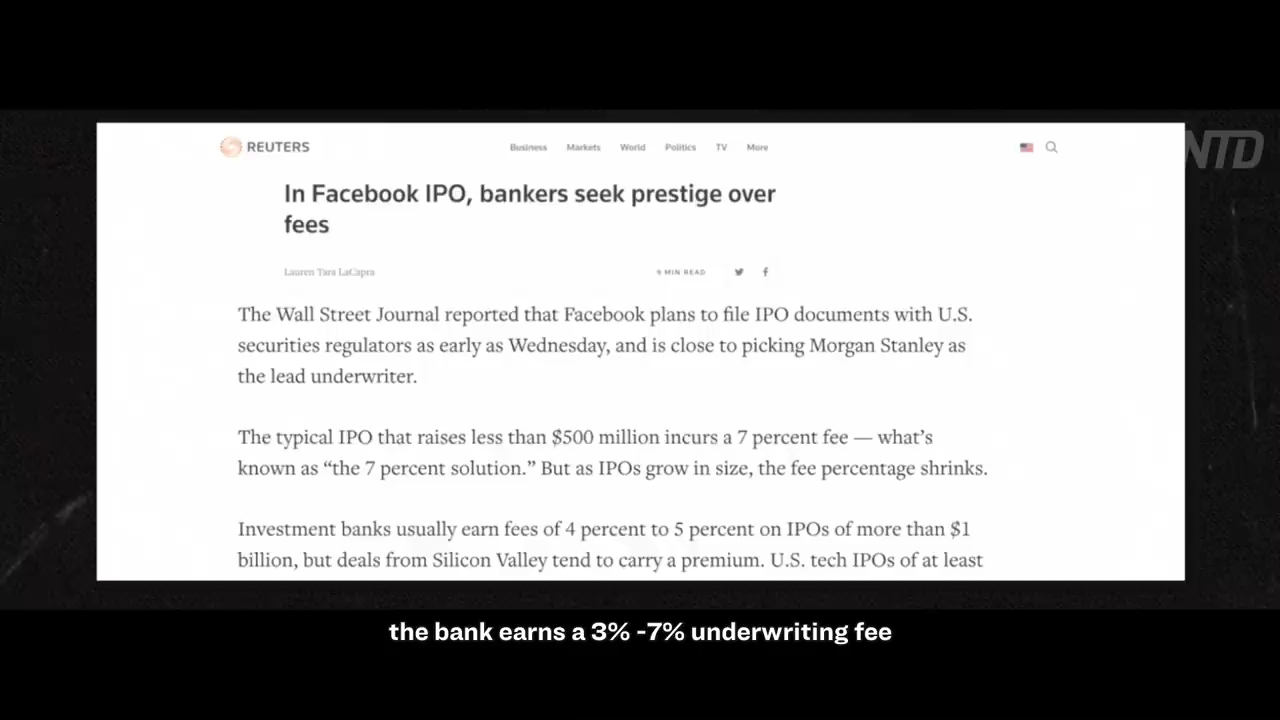 REUTERS
Business Markets World Politics TV More
NTD
In Facebook IPO, bankers seek prestige over
fees
Lauren Tara LaCapra
9 MIN READ
The Wall Street Journal reported that Facebook plans to file IPO documents with U.S.
securities regulators as early as Wednesday, and is close to picking Morgan Stanley as
the lead underwriter.
The typical IPO that raises less than $500 million incurs a 7 percent fee — what’s
known as “the 7 percent solution.” But as IPOs grow in size, the fee percentage shrinks.
Investment banks usually earn fees of 4 percent to 5 percent on IPOs of more than $1
billion, but deals from Silicon Valley tend to carry a premium. U.S. tech IPOs of at least
the bank earns a 3% -7% underwriting fee